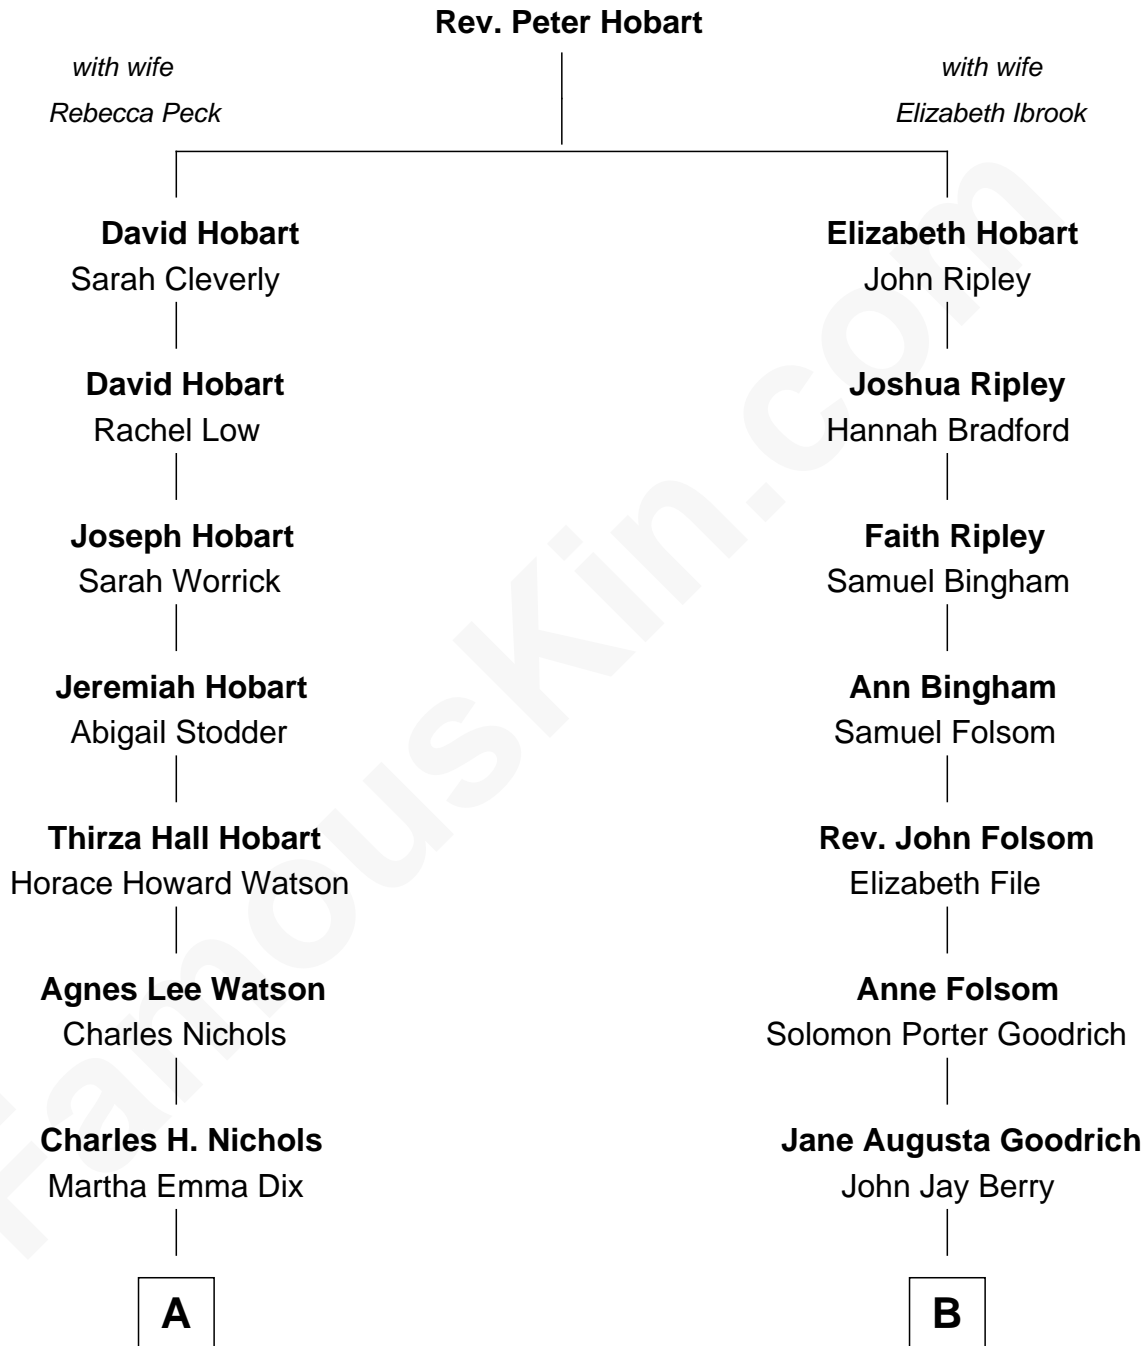 Rev. Peter Hobart
with wife
Rebecca Peck
with wife
Elizabeth Ibrook
David Hobart
Sarah Cleverly
Elizabeth Hobart
John Ripley
David Hobart
Rachel Low
Joshua Ripley
Hannah Bradford
Joseph Hobart
Sarah Worrick
Faith Ripley
Samuel Bingham
Jeremiah Hobart
Abigail Stodder
Ann Bingham
Samuel Folsom
Thirza Hall Hobart
Horace Howard Watson
Rev. John Folsom
Elizabeth File
Agnes Lee Watson
Charles Nichols
Anne Folsom
Solomon Porter Goodrich
Charles H. Nichols
Martha Emma Dix
Jane Augusta Goodrich
John Jay Berry
A
B
FamousKin.com